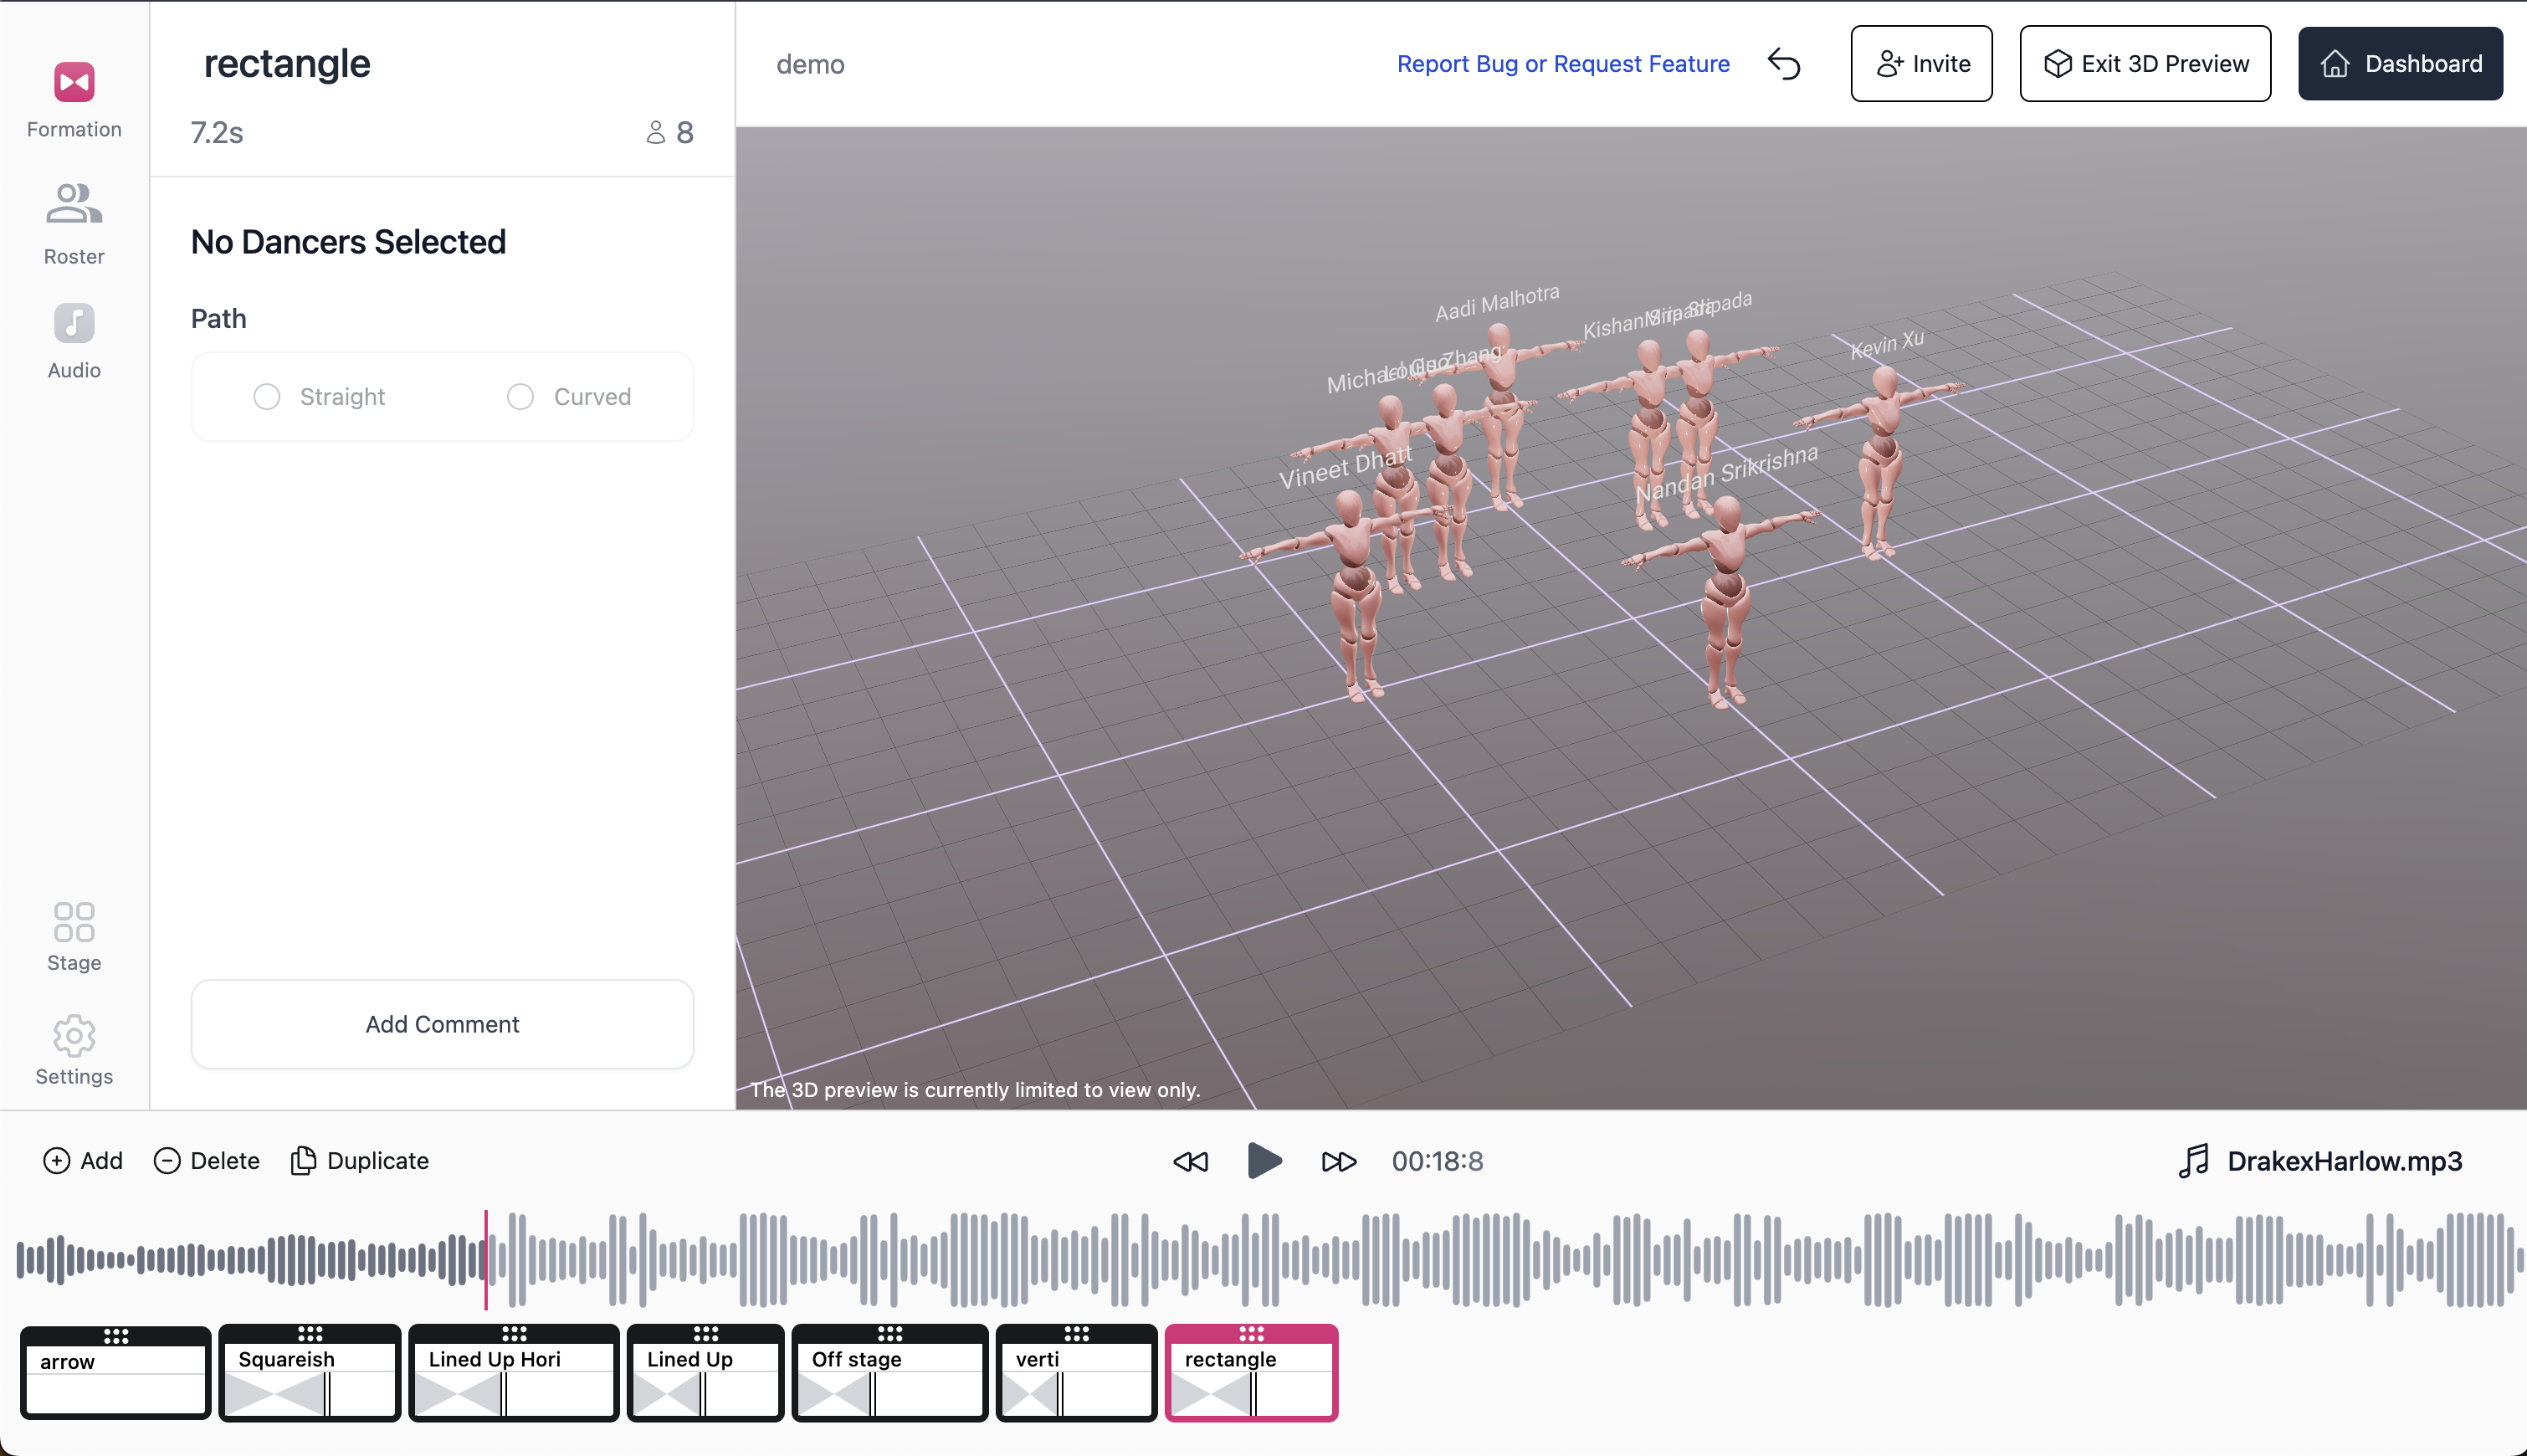 Formation
Roster
Audio
Stage
Settings
rectangle
7.2s
8
No Dancers Selected
Path
Straight
Curved
Add Comment
demo
Report Bug or Request Feature
Invite
Exit 3D Preview
Dashboard
Aadi Malhotra
Kishan
Sripada
Kevin Xu
Zhang
Vineet Dhatt
Nandan Srikrishna
The 3D preview is currently limited to view only.
Add
Delete
Duplicate
00:18:8
DrakexHarlow.mp3
arrow
Squareish
Lined Up Hori
Lined Up
Off stage
verti
rectangle